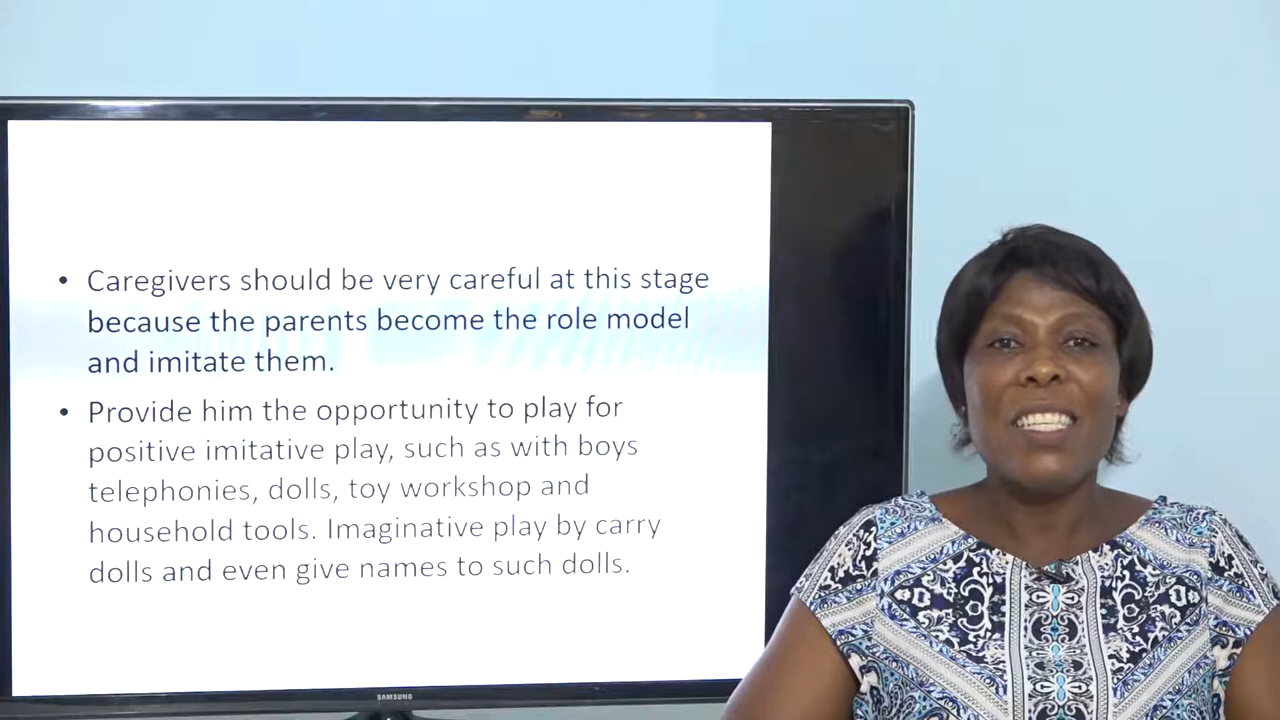 • Caregivers should be very careful at this stage
because the parents become the role model
and imitate them.
• Provide him the opportunity to play for
positive imitative play, such as with boys
telephonies, dolls, toy workshop and
household tools. Imaginative play by carry
dolls and even give names to such dolls.
SAMSUNG